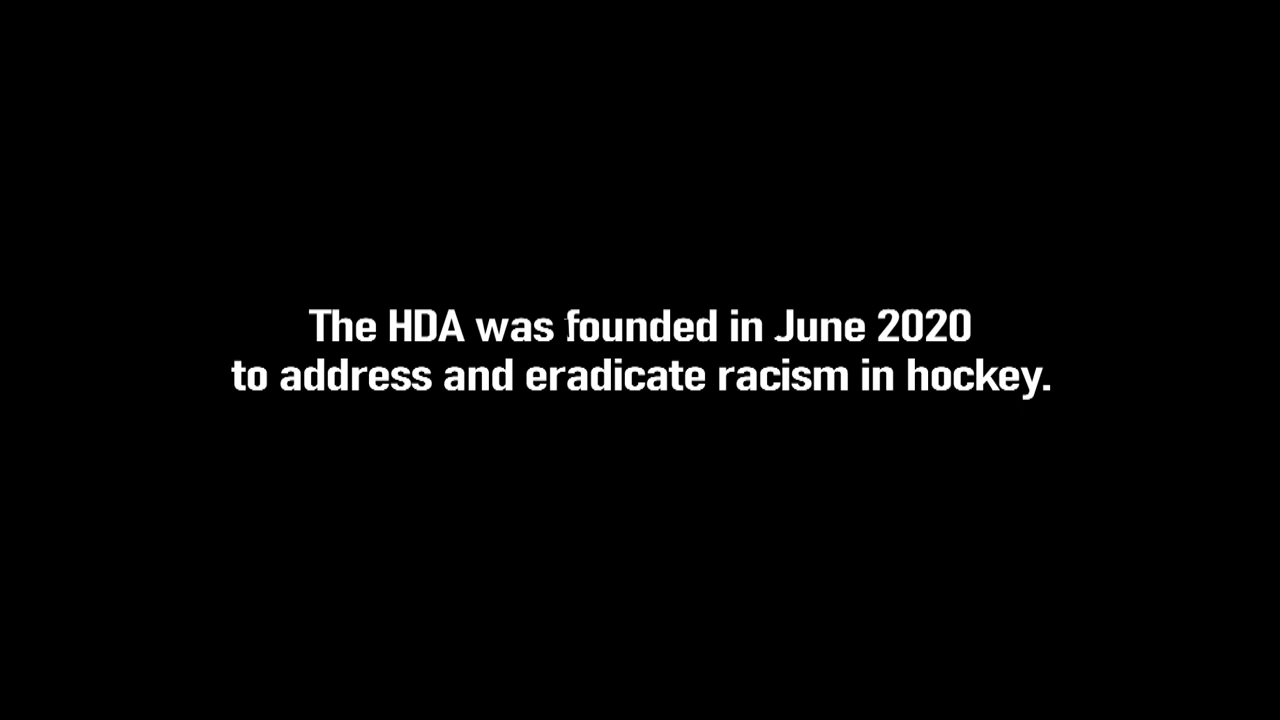 The HDA was founded in June 2020
to address and eradicate racism in hockey.